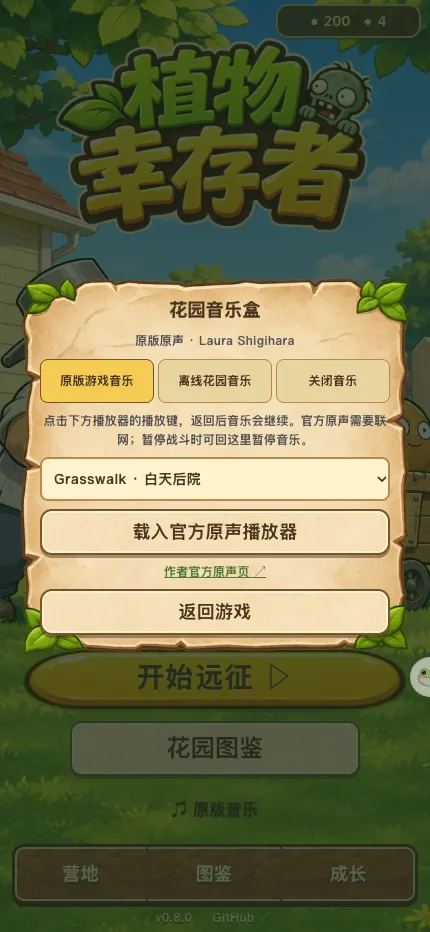 ● 200 ◆ 4
植物
幸存者
花园音乐盒
原版原声 · Laura Shigihara
原版游戏音乐 离线花园音乐 关闭音乐
点击下方播放器的播放键，返回后音乐会继续。官方原声需要联
网；暂停战斗时可回这里暂停音乐。
Grasswalk · 白天后院
载入官方原声播放器
作者官方原声页 ↗
返回游戏
开始远征 ▷
花园图鉴
♫ 原版音乐
营地 图鉴 成长
v0.8.0 GitHub ↗